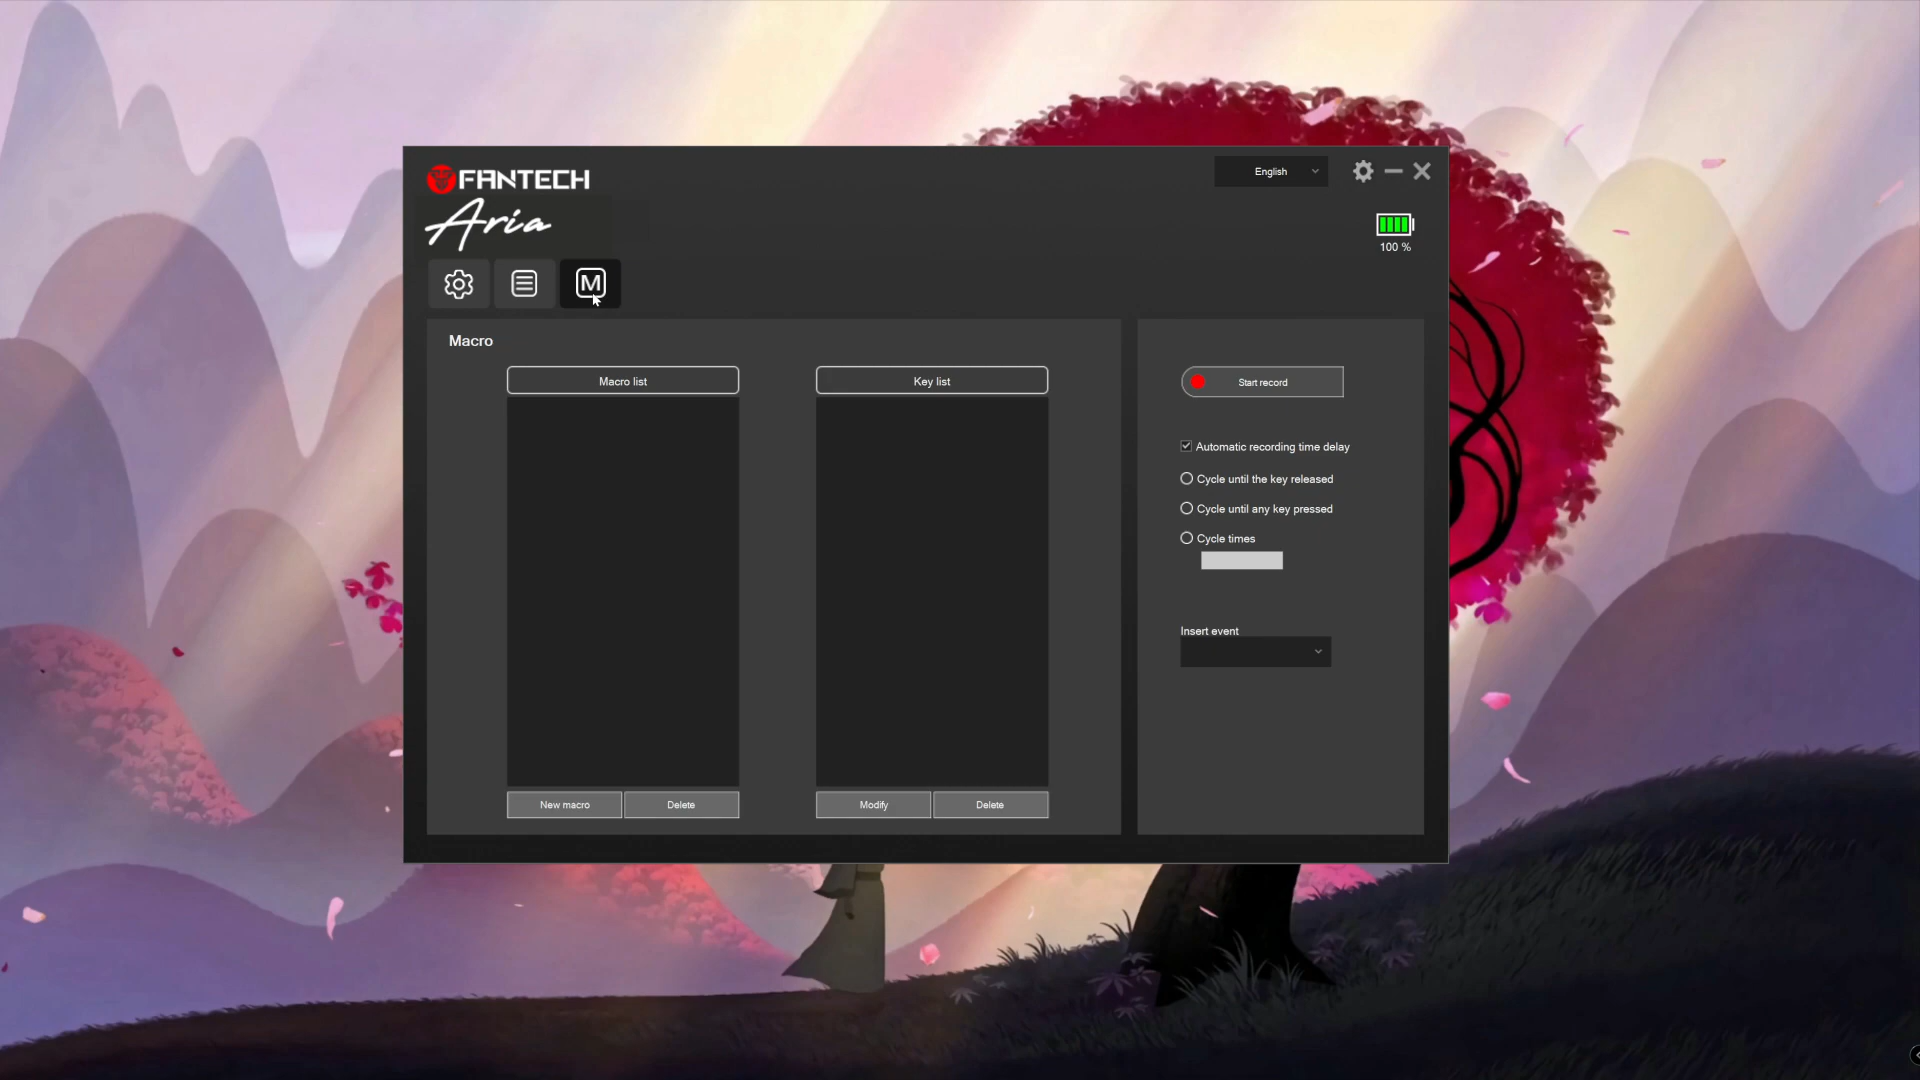 FANTECH
Aria
English
100 %
M
Macro
Macro list
Key list
New macro
Delete
Modify
Delete
Start record
Automatic recording time delay
Cycle until the key released
Cycle until any key pressed
Cycle times
Insert event